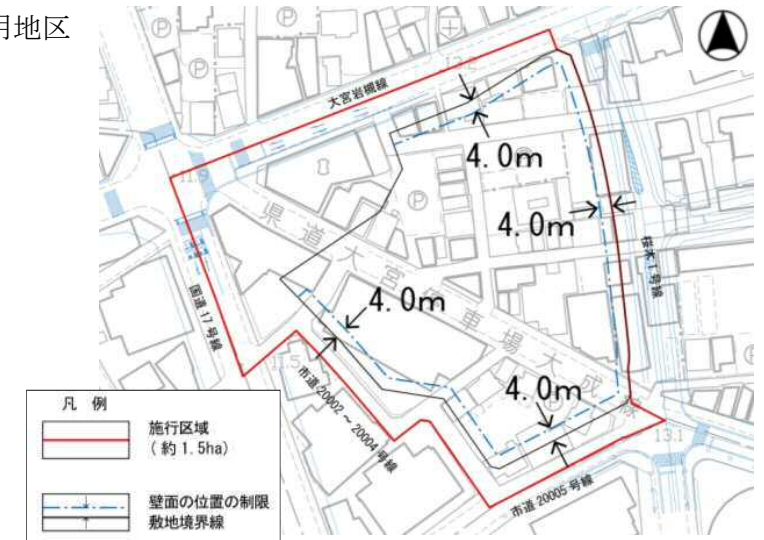 明地区
大宮岩槻線
4.0m
4.0m
県道大宮停車場大成線
桜木1号線
国道17号線
4.0m
4.0m
市道20002～20004号線
13.1
市道20005号線
凡 例
施行区域
(約1.5ha)
壁面の位置の制限
敷地境界線